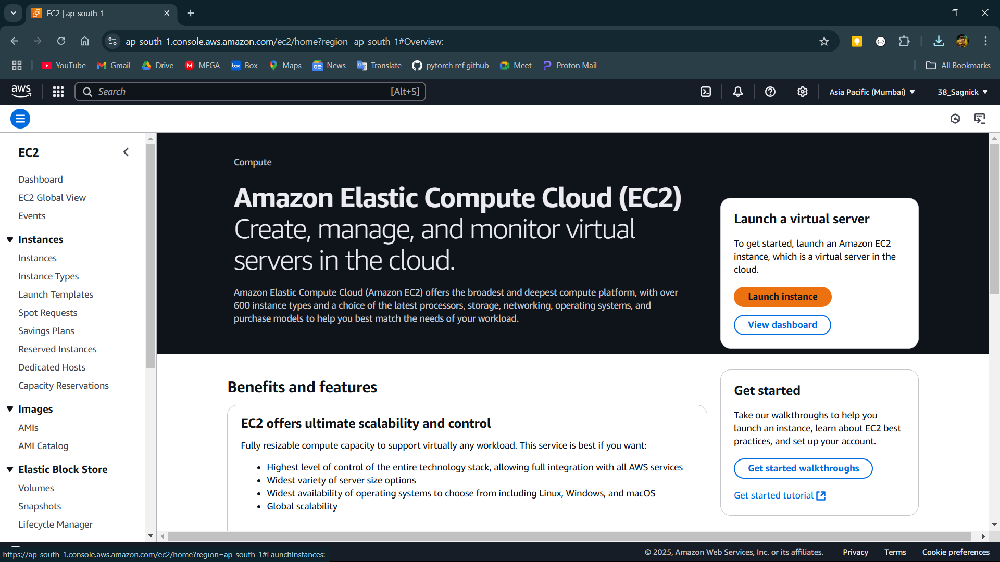 EC2 | ap-south-1
ap-south-1.console.aws.amazon.com/ec2/home?region=ap-south-1#Overview:
YouTube
Gmail
Drive
MEGA
box
Box
Maps
News
Translate
pytorch ref github
Meet
Proton Mail
All Bookmarks
aws
Search
[Alt+S]
Asia Pacific (Mumbai)
38_Sagnick
EC2
Dashboard
EC2 Global View
Events
Instances
Instances
Instance Types
Launch Templates
Spot Requests
Savings Plans
Reserved Instances
Dedicated Hosts
Capacity Reservations
Images
AMIs
AMI Catalog
Elastic Block Store
Volumes
Snapshots
Lifecycle Manager
Compute
Amazon Elastic Compute Cloud (EC2)
Create, manage, and monitor virtual
servers in the cloud.
Amazon Elastic Compute Cloud (Amazon EC2) offers the broadest and deepest compute platform, with over
600 instance types and a choice of the latest processors, storage, networking, operating systems, and
purchase models to help you best match the needs of your workload.
Launch a virtual server
To get started, launch an Amazon EC2
instance, which is a virtual server in the
cloud.
Launch instance
View dashboard
Benefits and features
EC2 offers ultimate scalability and control
Fully resizable compute capacity to support virtually any workload. This service is best if you want:
• Highest level of control of the entire technology stack, allowing full integration with all AWS services
• Widest variety of server size options
• Widest availability of operating systems to choose from including Linux, Windows, and macOS
• Global scalability
Get started
Take our walkthroughs to help you
launch an instance, learn about EC2 best
practices, and set up your account.
Get started walkthroughs
Get started tutorial
https://ap-south-1.console.aws.amazon.com/ec2/home?region=ap-south-1#LaunchInstances:
© 2025, Amazon Web Services, Inc. or its affiliates.
Privacy
Terms
Cookie preferences